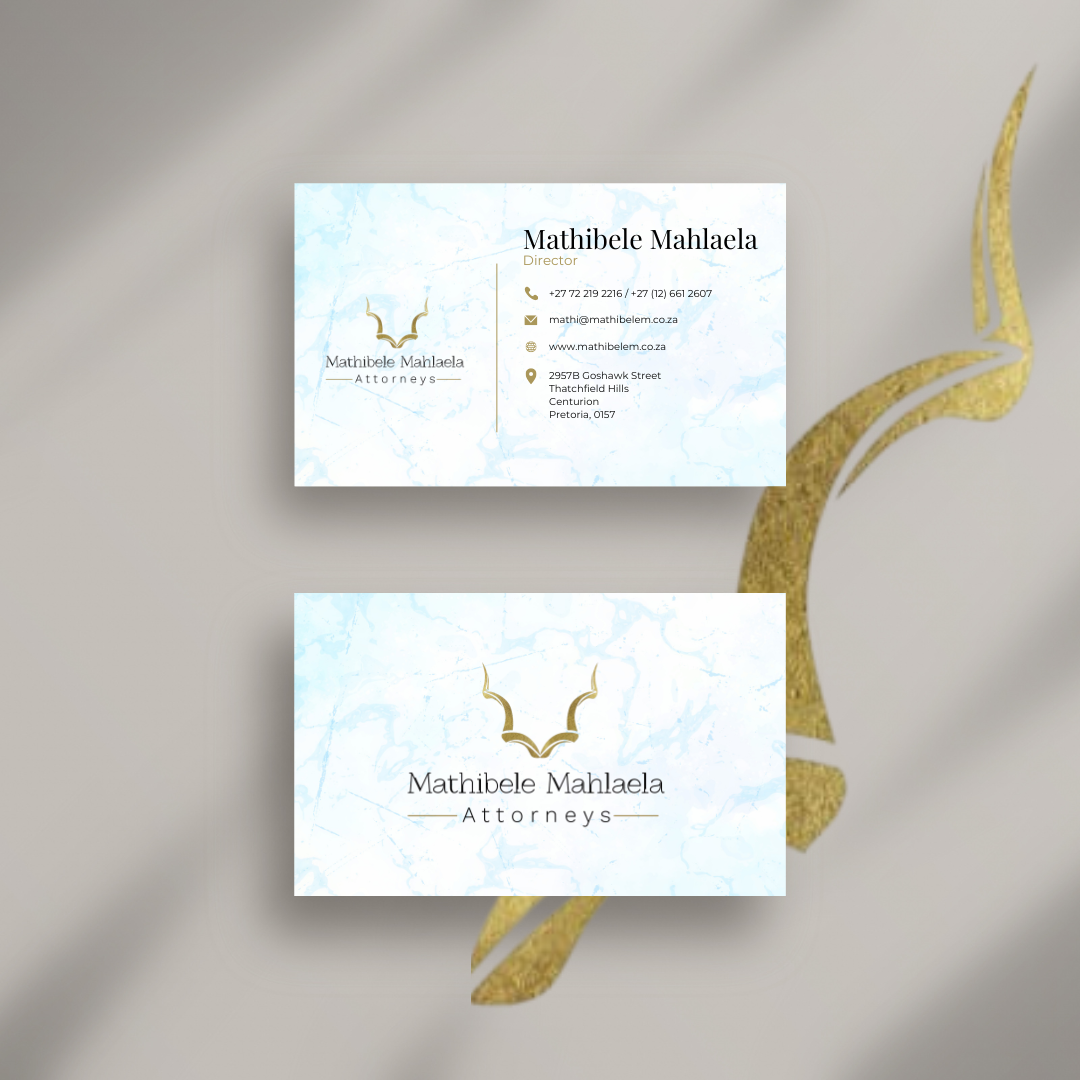 Mathibele Mahlaela
Director
+27 72 219 2216 / +27 (12) 661 2607
mathi@mathibelem.co.za
www.mathibelem.co.za
2957B Goshawk Street
Thatchfield Hills
Centurion
Pretoria, 0157
Mathibele Mahlaela
Attorneys
Mathibele Mahlaela
Attorneys